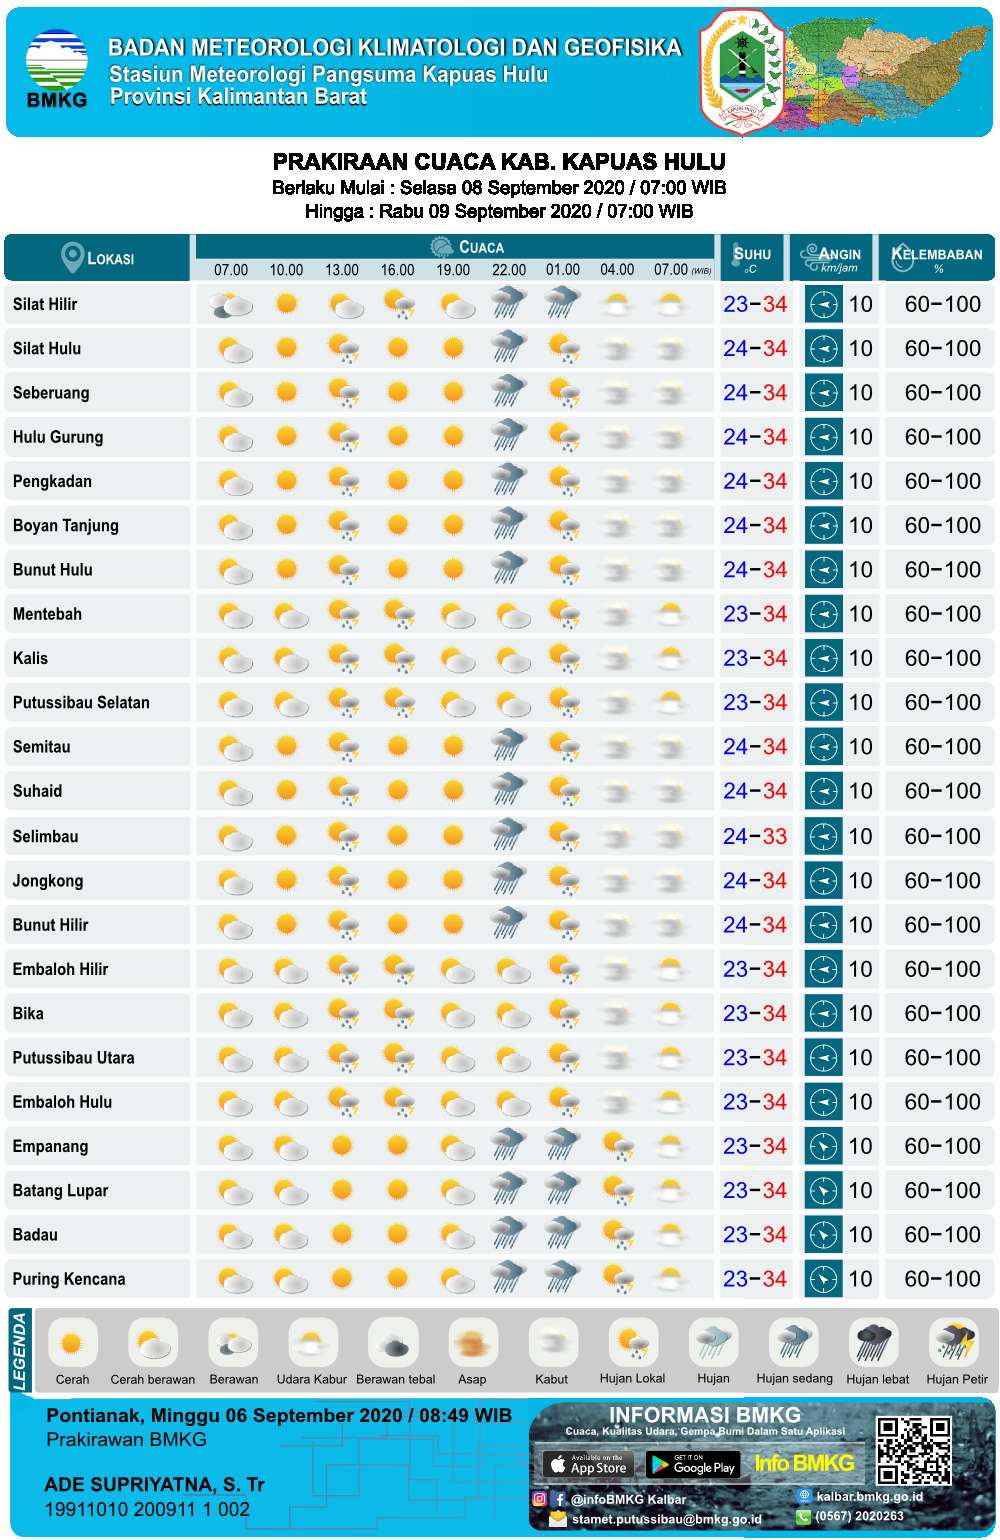 BMKG
BADAN METEOROLOGI KLIMATOLOGI DAN GEOFISIKA
Stasiun Meteorologi Pangsuma Kapuas Hulu
Provinsi Kalimantan Barat
KAPUAS HULU
PRAKIRAAN CUACA KAB. KAPUAS HULU
Berlaku Mulai : Selasa 08 September 2020 / 07:00 WIB
Hingga : Rabu 09 September 2020 / 07:00 WIB
LOKASI CUACA SUHU °C ANGIN km/jam KELEMBABAN %
07.00 10.00 13.00 16.00 19.00 22.00 01.00 04.00 07.00 (WIB)
Silat Hilir 23-34 10 60-100
Silat Hulu 24-34 10 60-100
Seberuang 24-34 10 60-100
Hulu Gurung 24-34 10 60-100
Pengkadan 24-34 10 60-100
Boyan Tanjung 24-34 10 60-100
Bunut Hulu 24-34 10 60-100
Mentebah 23-34 10 60-100
Kalis 23-34 10 60-100
Putussibau Selatan 23-34 10 60-100
Semitau 24-34 10 60-100
Suhaid 24-34 10 60-100
Selimbau 24-33 10 60-100
Jongkong 24-34 10 60-100
Bunut Hilir 24-34 10 60-100
Embaloh Hilir 23-34 10 60-100
Bika 23-34 10 60-100
Putussibau Utara 23-34 10 60-100
Embaloh Hulu 23-34 10 60-100
Empanang 23-34 10 60-100
Batang Lupar 23-34 10 60-100
Badau 23-34 10 60-100
Puring Kencana 23-34 10 60-100
LEGENDA
Cerah Cerah berawan Berawan Udara Kabur Berawan tebal Asap Kabut Hujan Lokal Hujan Hujan sedang Hujan lebat Hujan Petir
Pontianak, Minggu 06 September 2020 / 08:49 WIB
Prakirawan BMKG
ADE SUPRIYATNA, S. Tr
19911010 200911 1 002
INFORMASI BMKG
Cuaca, Kualitas Udara, Gempa Bumi Dalam Satu Aplikasi
Available on the App Store
GET IT ON Google Play
Info BMKG
@infoBMKG Kalbar
kalbar.bmkg.go.id
stamet.putussibau@bmkg.go.id
(0567) 2020263